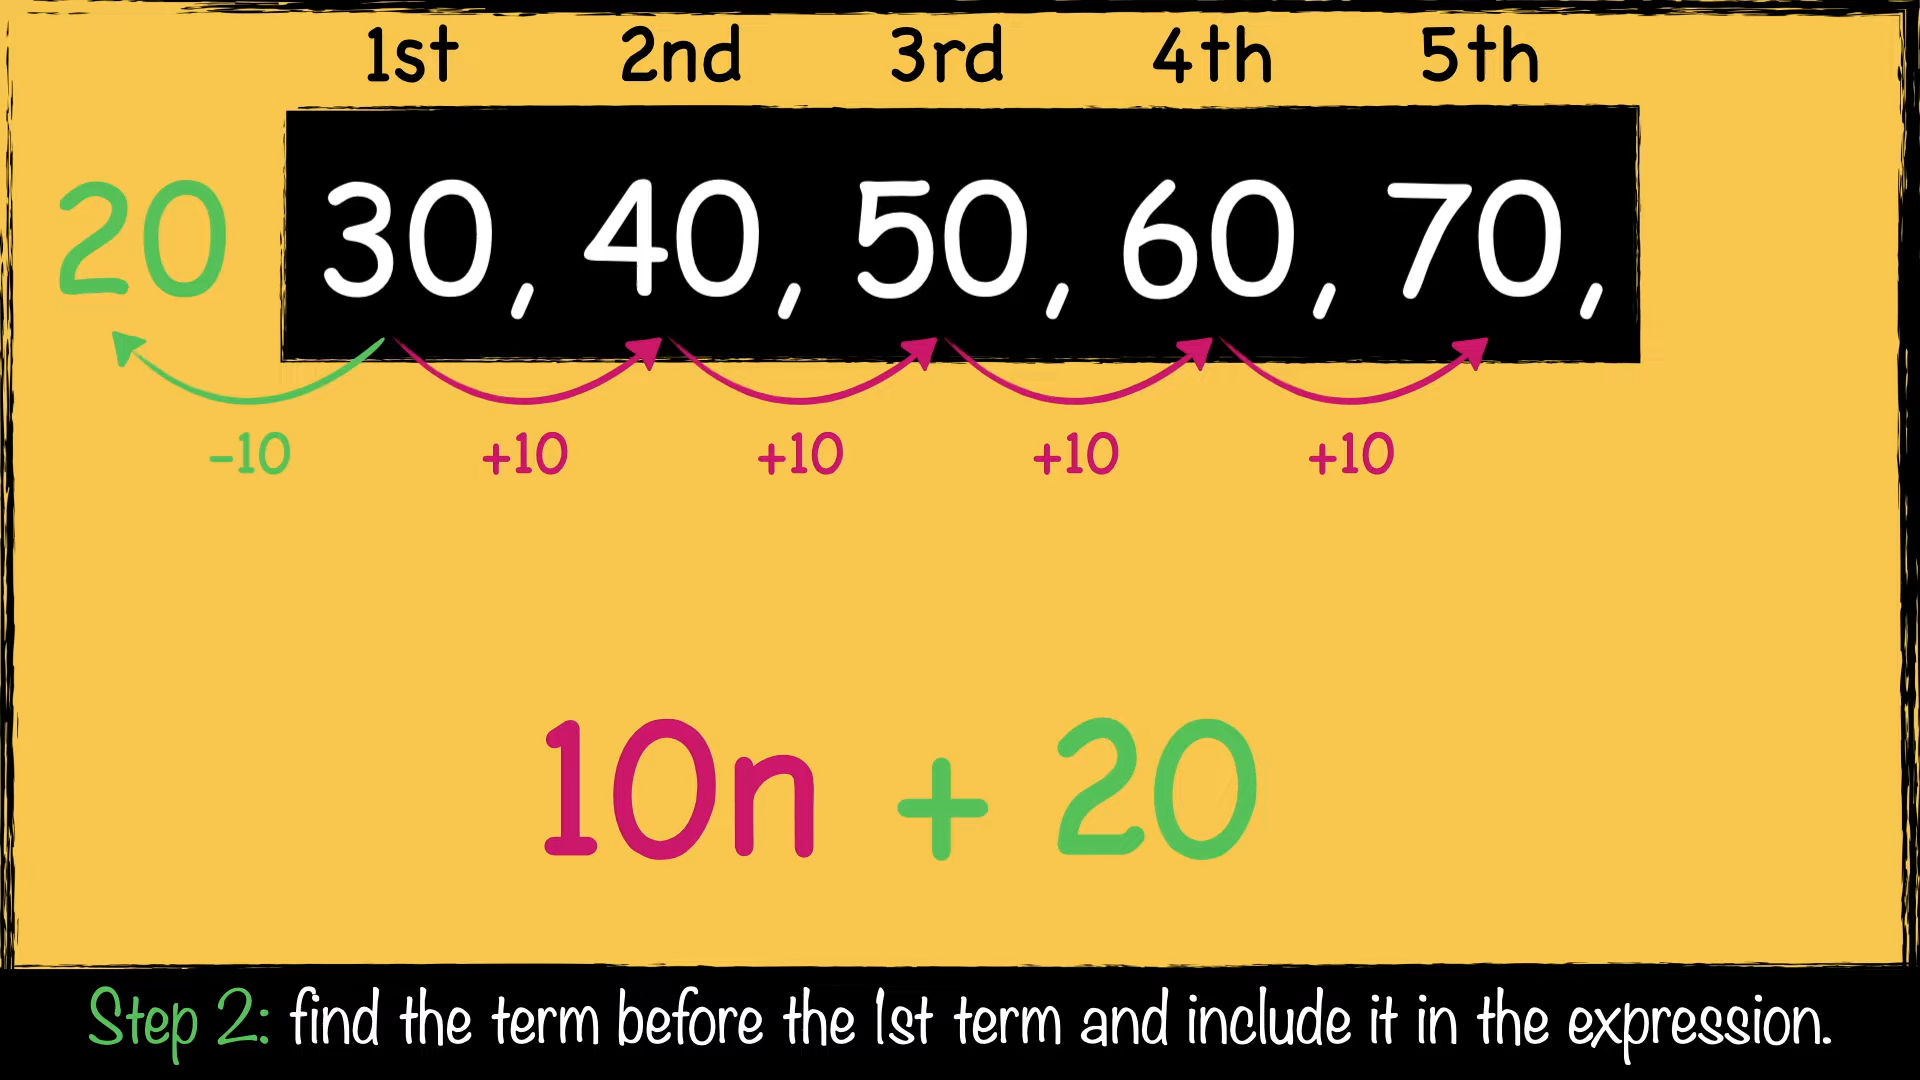 1st 2nd 3rd 4th 5th
20 30, 40, 50, 60, 70,
-10 +10 +10 +10 +10
10n + 20
Step 2: find the term before the 1st term and include it in the expression.